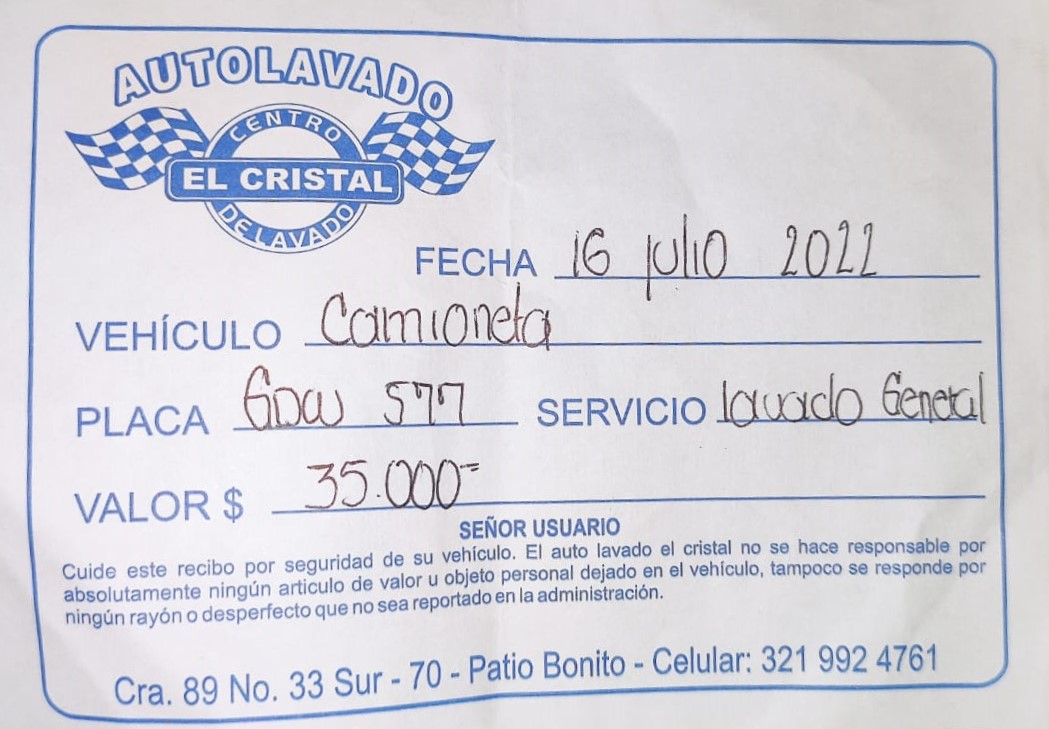 AUTOLAVADO
CENTRO
EL CRISTAL
DE LAVADO
FECHA 16 julio 2022
VEHÍCULO Camioneta
PLACA GDW 577 SERVICIO lavado General
VALOR $ 35.000=
SEÑOR USUARIO
Cuide este recibo por seguridad de su vehículo. El auto lavado el cristal no se hace responsable por
absolutamente ningún articulo de valor u objeto personal dejado en el vehículo, tampoco se responde por
ningún rayón o desperfecto que no sea reportado en la administración.
Cra. 89 No. 33 Sur - 70 - Patio Bonito - Celular: 321 992 4761